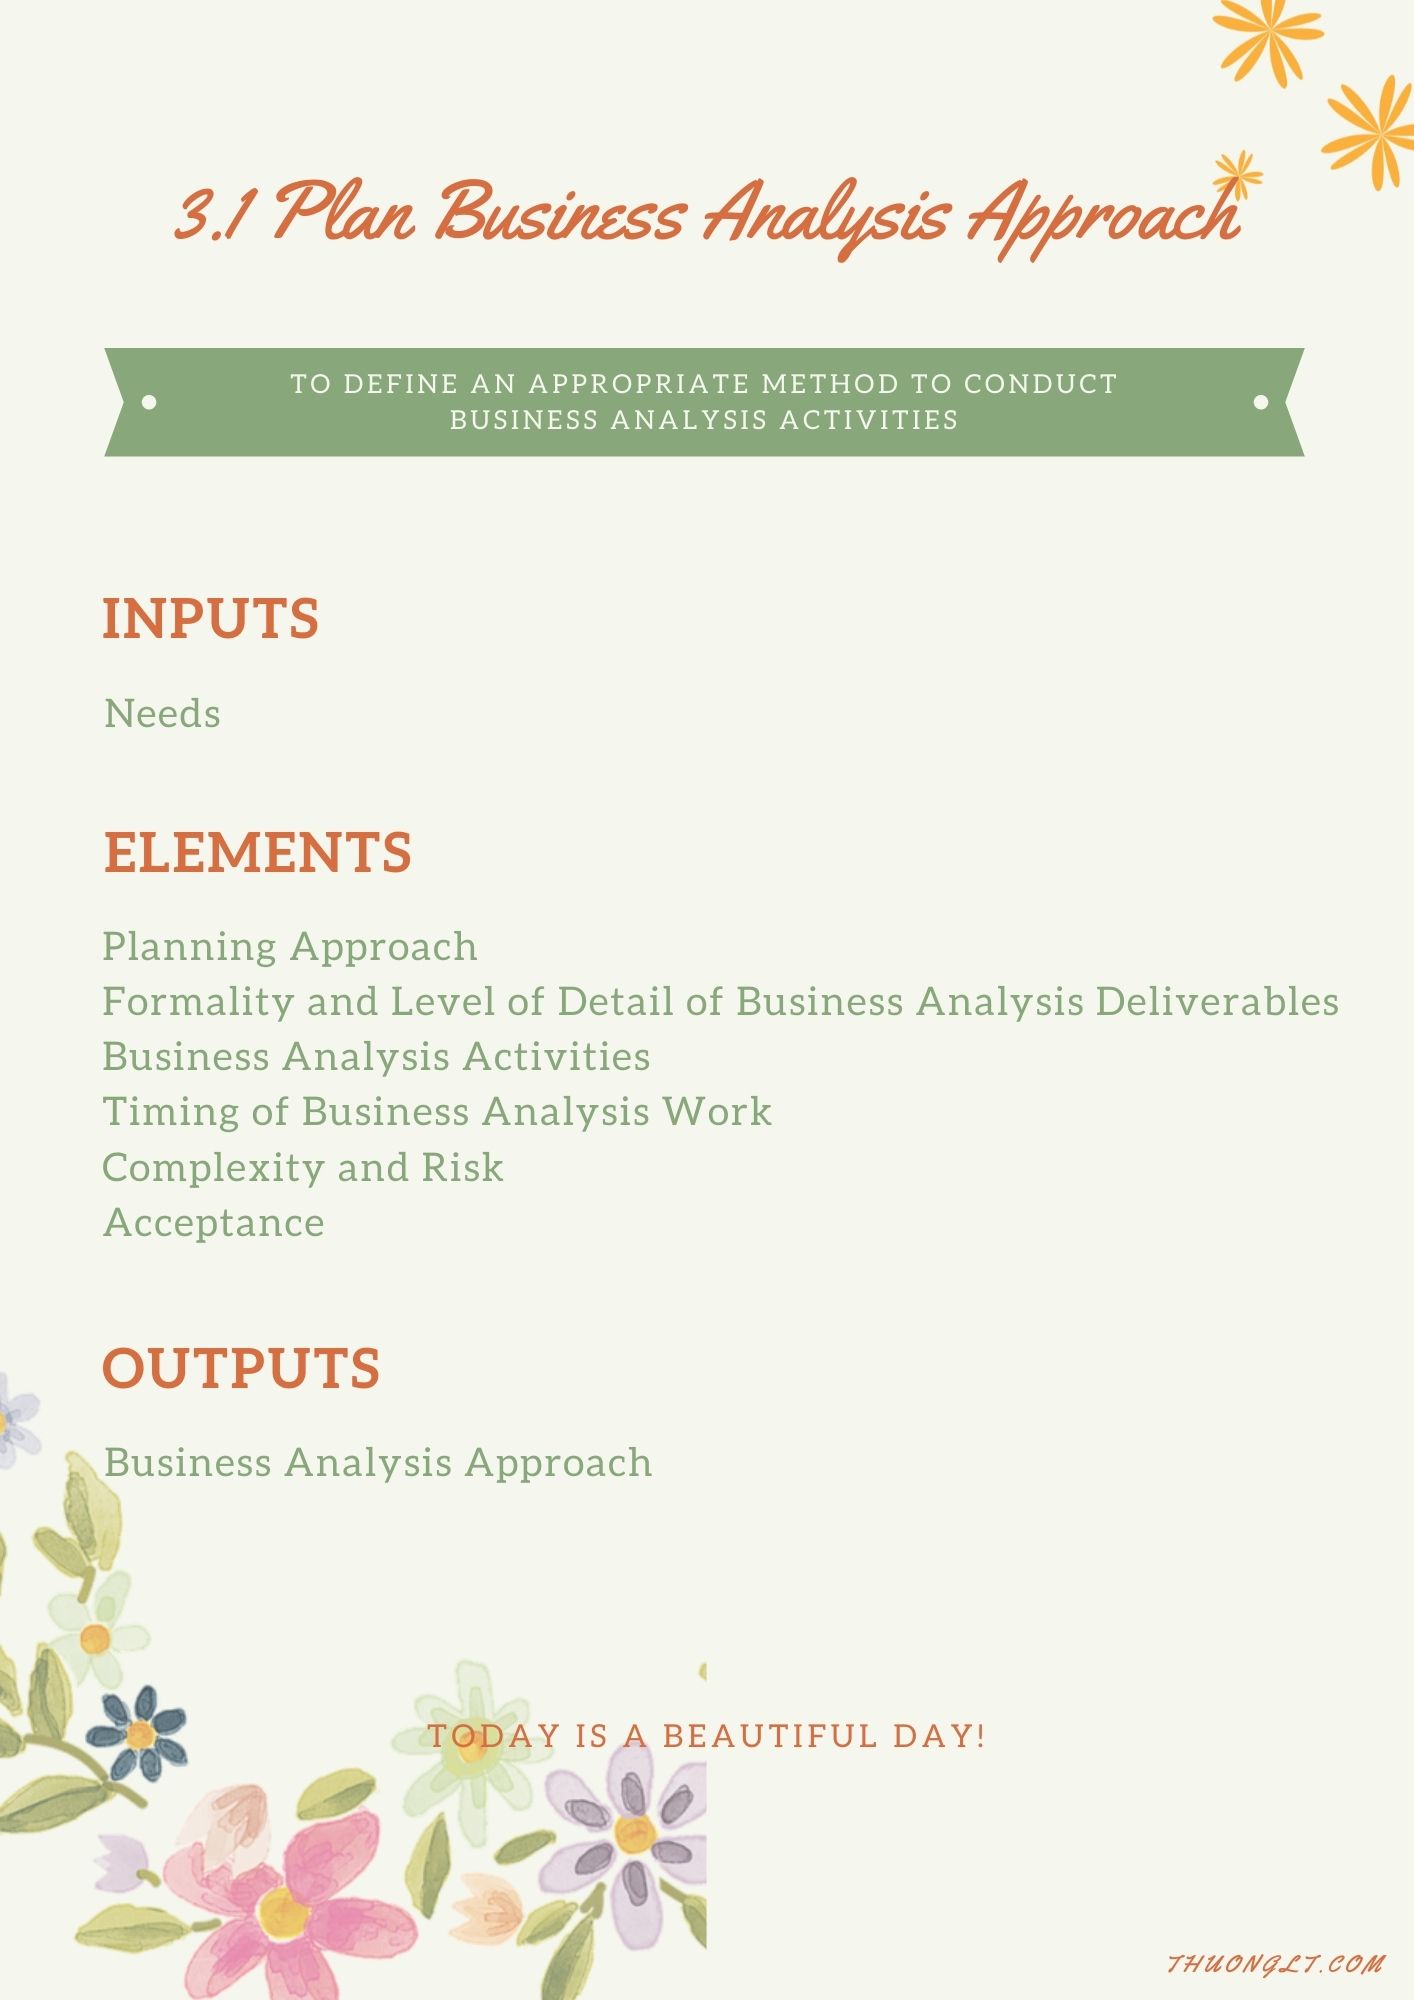 3.1 Plan Business Analysis Approach
TO DEFINE AN APPROPRIATE METHOD TO CONDUCT
BUSINESS ANALYSIS ACTIVITIES
INPUTS
Needs
ELEMENTS
Planning Approach
Formality and Level of Detail of Business Analysis Deliverables
Business Analysis Activities
Timing of Business Analysis Work
Complexity and Risk
Acceptance
OUTPUTS
Business Analysis Approach
TODAY IS A BEAUTIFUL DAY!
THUONGLT.COM